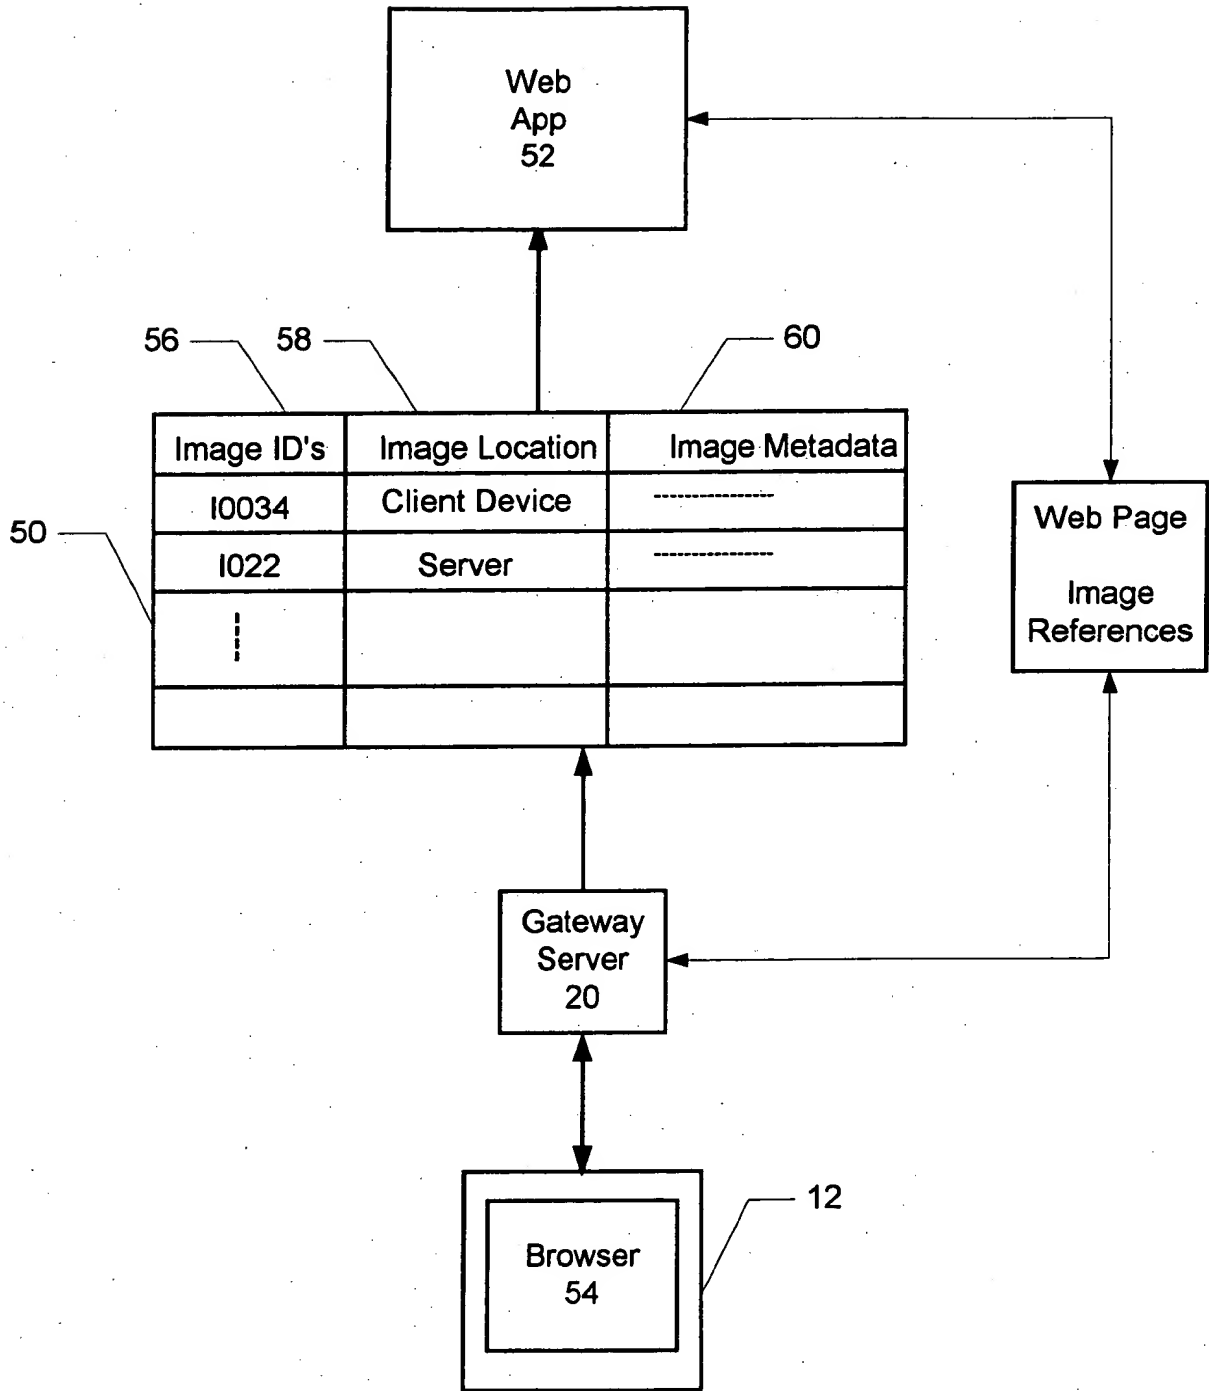 Web
App
52
56
58
60
Image ID's
Image Location
Image Metadata
I0034
Client Device
I022
Server
50
Web Page
Image
References
Gateway
Server
20
12
Browser
54